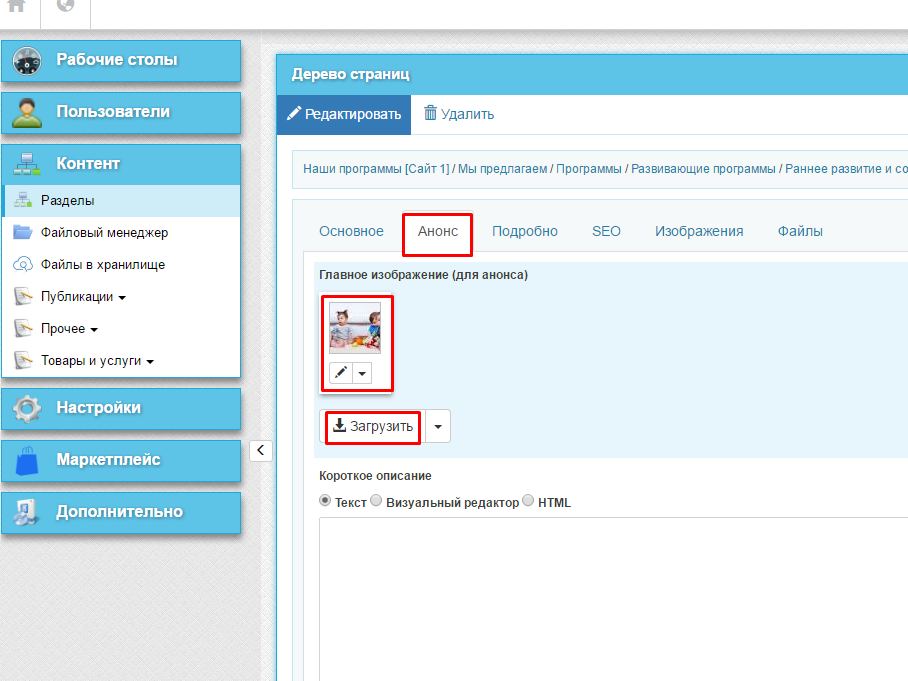 Рабочие столы
Пользователи
Контент
Разделы
Файловый менеджер
Файлы в хранилище
Публикации
Прочее
Товары и услуги
Настройки
Маркетплейс
Дополнительно
Дерево страниц
Редактировать Удалить
Наши программы [Сайт 1] / Мы предлагаем / Программы / Развивающие программы / Раннее развитие и со
Основное Анонс Подробно SEO Изображения Файлы
Главное изображение (для анонса)
Загрузить
Короткое описание
Текст Визуальный редактор HTML